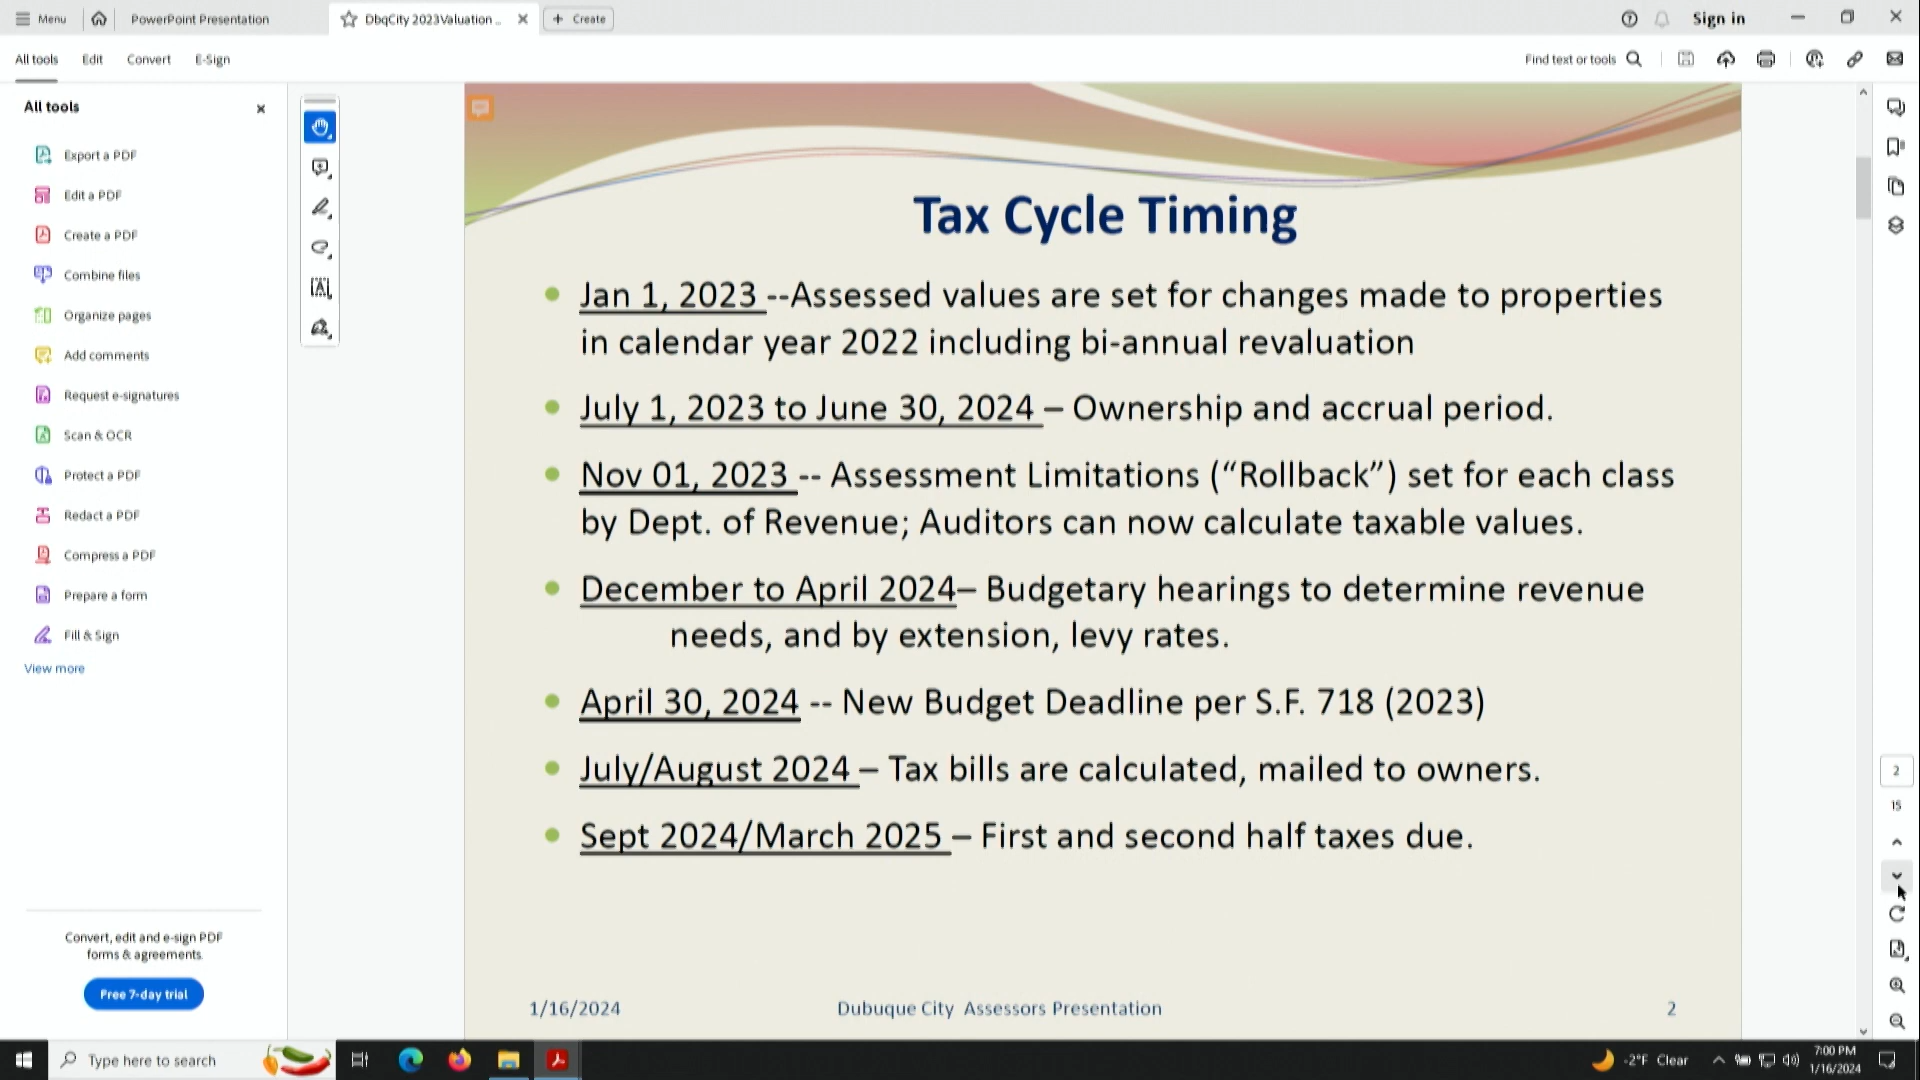 Menu
PowerPoint Presentation
DbqCity 2023Valuation ..
Create
Sign in
All tools
Edit
Convert
E-Sign
Find text or tools
All tools
Export a PDF
Edit a PDF
Create a PDF
Combine files
Organize pages
Add comments
Request e-signatures
Scan & OCR
Protect a PDF
Redact a PDF
Compress a PDF
Prepare a form
Fill & Sign
View more
Convert, edit and e-sign PDF
forms & agreements
Free 7-day trial
Tax Cycle Timing
Jan 1, 2023 --Assessed values are set for changes made to properties
in calendar year 2022 including bi-annual revaluation
July 1, 2023 to June 30, 2024 – Ownership and accrual period.
Nov 01, 2023 -- Assessment Limitations (“Rollback”) set for each class
by Dept. of Revenue; Auditors can now calculate taxable values.
December to April 2024– Budgetary hearings to determine revenue
needs, and by extension, levy rates.
April 30, 2024 -- New Budget Deadline per S.F. 718 (2023)
July/August 2024 – Tax bills are calculated, mailed to owners.
Sept 2024/March 2025 – First and second half taxes due.
1/16/2024
Dubuque City Assessors Presentation
2
2
15
Type here to search
-2°F Clear
7:00 PM
1/16/2024